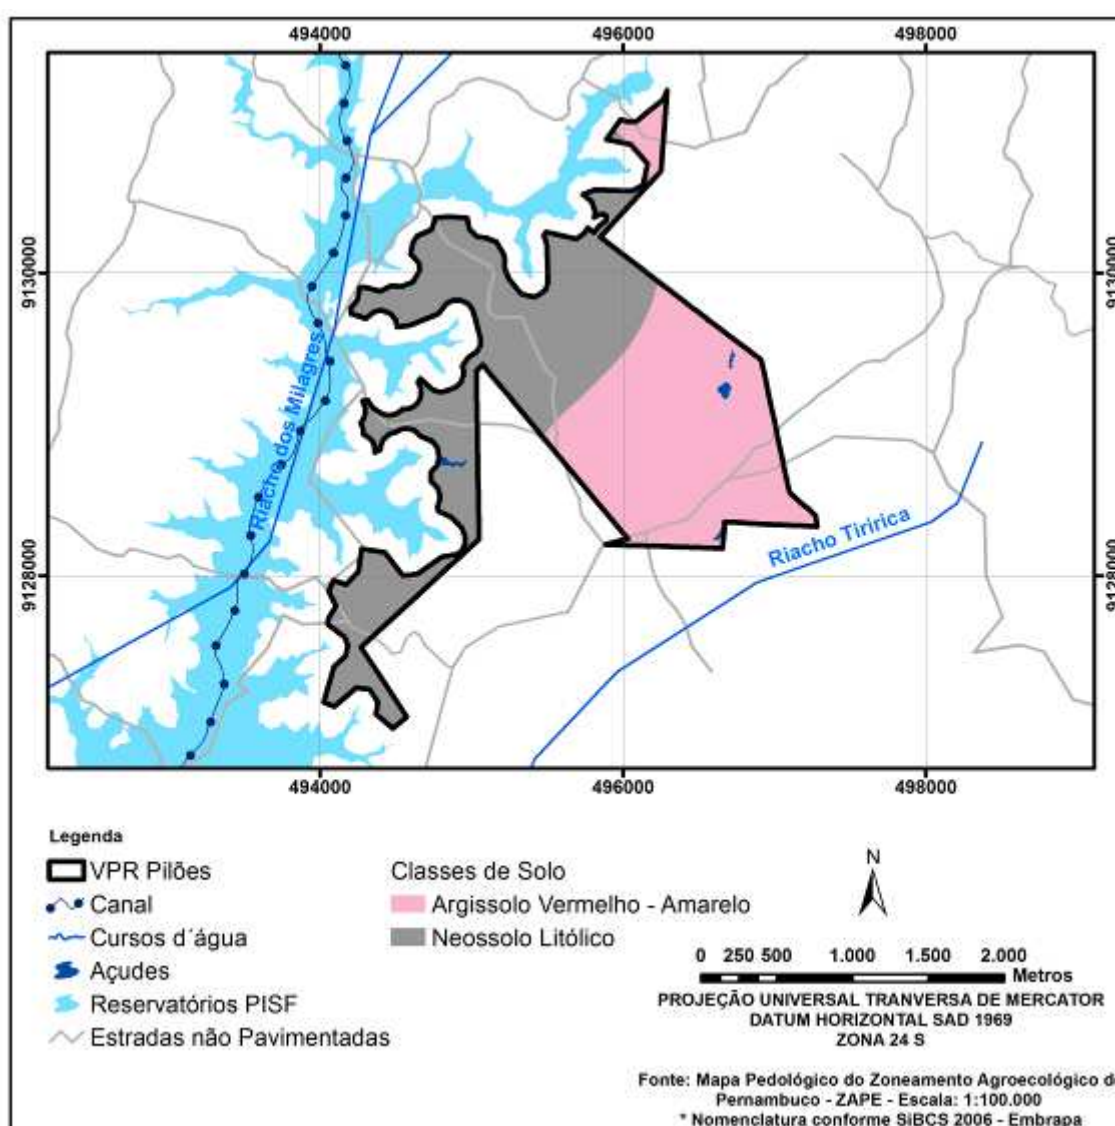 494000 496000 498000
9130000 9130000
Riacho dos Milagres
Riacho Tiririca
9128000 9128000
494000 496000 498000
Legenda
VPR Pilões
Canal
Cursos d´água
Açudes
Reservatórios PISF
Estradas não Pavimentadas
Classes de Solo
Argissolo Vermelho - Amarelo
Neossolo Litólico
N
0 250 500 1.000 1.500 2.000
Metros
PROJEÇÃO UNIVERSAL TRANVERSA DE MERCATOR
DATUM HORIZONTAL SAD 1969
ZONA 24 S
Fonte: Mapa Pedológico do Zoneamento Agroecológico d
Pernambuco - ZAPE - Escala: 1:100.000
* Nomenclatura conforme SiBCS 2006 - Embrapa